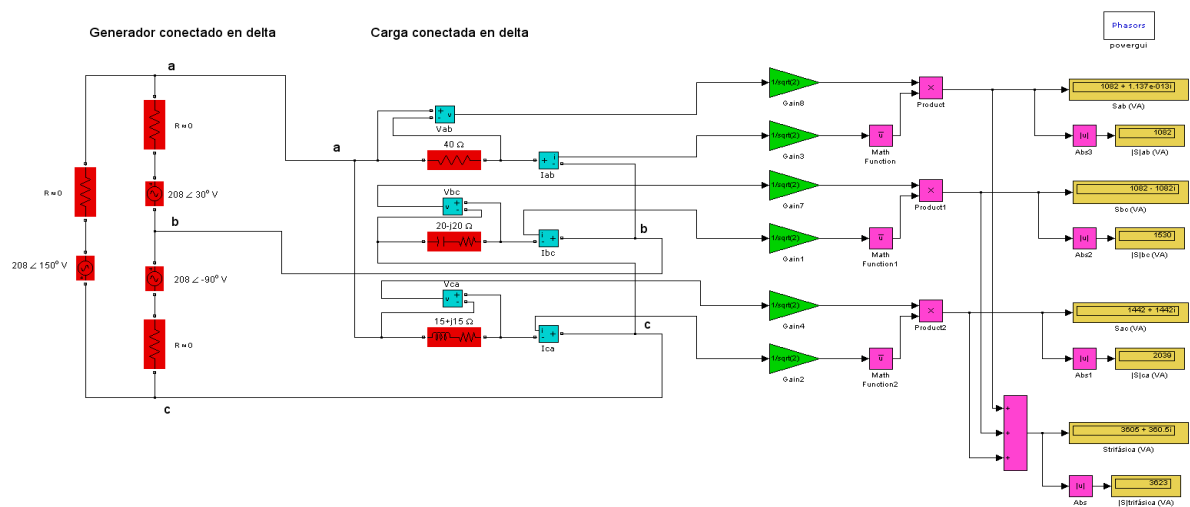 Generador conectado en delta
Carga conectada en delta
Phasors
powergui
a
R≈0
208 ∠ 30º V
b
R≈0
208 ∠ 150º V
208 ∠ -90º V
R≈0
c
a
Vab
40 Ω
Iab
Vbc
20-j20 Ω
Ibc
b
Vca
15+j15 Ω
Ica
c
1/sqrt(2)
Gain8
1/sqrt(2)
Gain3
1/sqrt(2)
Gain7
1/sqrt(2)
Gain1
1/sqrt(2)
Gain4
1/sqrt(2)
Gain2
Product
u
Math
Function
Product1
u
Math
Function1
Product2
u
Math
Function2
1082 + 1.137e-013i
Sab (VA)
|u|
Abs3
1082
|S|ab (VA)
1082 - 1082i
Sbc (VA)
|u|
Abs2
1530
|S|bc (VA)
1442 + 1442i
Sac (VA)
|u|
Abs1
2039
|S|ca (VA)
3605 + 360.5i
Strifásica (VA)
|u|
Abs
3623
|S|trifásica (VA)